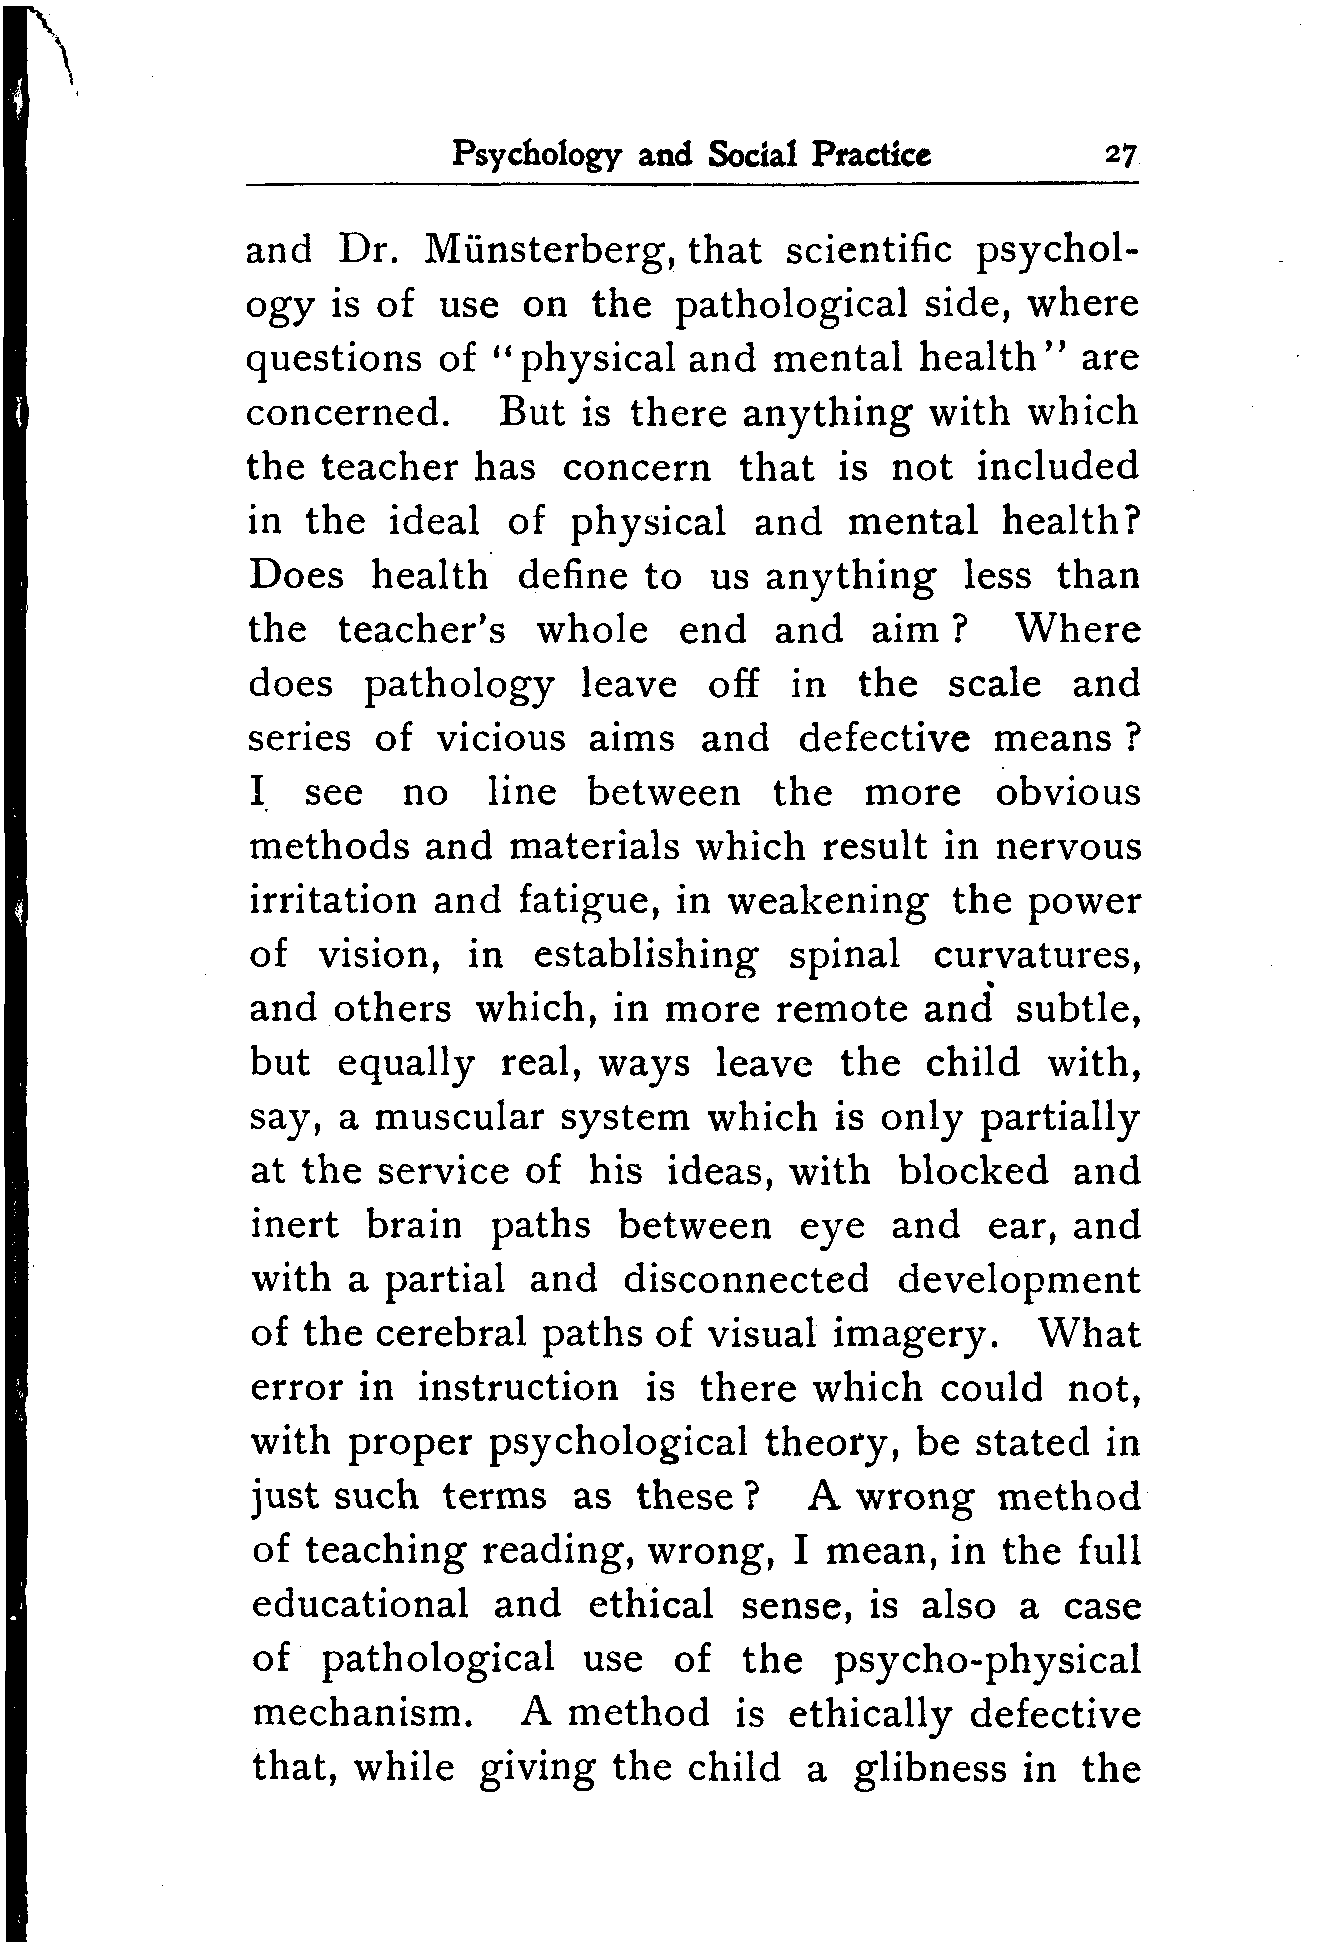 Psychology and Social Practice 27
and Dr. Münsterberg, that scientific psychol-
ogy is of use on the pathological side, where
questions of "physical and mental health" are
concerned. But is there anything with which
the teacher has concern that is not included
in the ideal of physical and mental health?
Does health define to us anything less than
the teacher's whole end and aim ? Where
does pathology leave off in the scale and
series of vicious aims and defective means ?
I see no line between the more obvious
methods and materials which result in nervous
irritation and fatigue, in weakening the power
of vision, in establishing spinal curvatures,
and others which, in more remote and subtle,
but equally real, ways leave the child with,
say, a muscular system which is only partially
at the service of his ideas, with blocked and
inert brain paths between eye and ear, and
with a partial and disconnected development
of the cerebral paths of visual imagery. What
error in instruction is there which could not,
with proper psychological theory, be stated in
just such terms as these ? A wrong method
of teaching reading, wrong, I mean, in the full
educational and ethical sense, is also a case
of pathological use of the psycho-physical
mechanism. A method is ethically defective
that, while giving the child a glibness in the